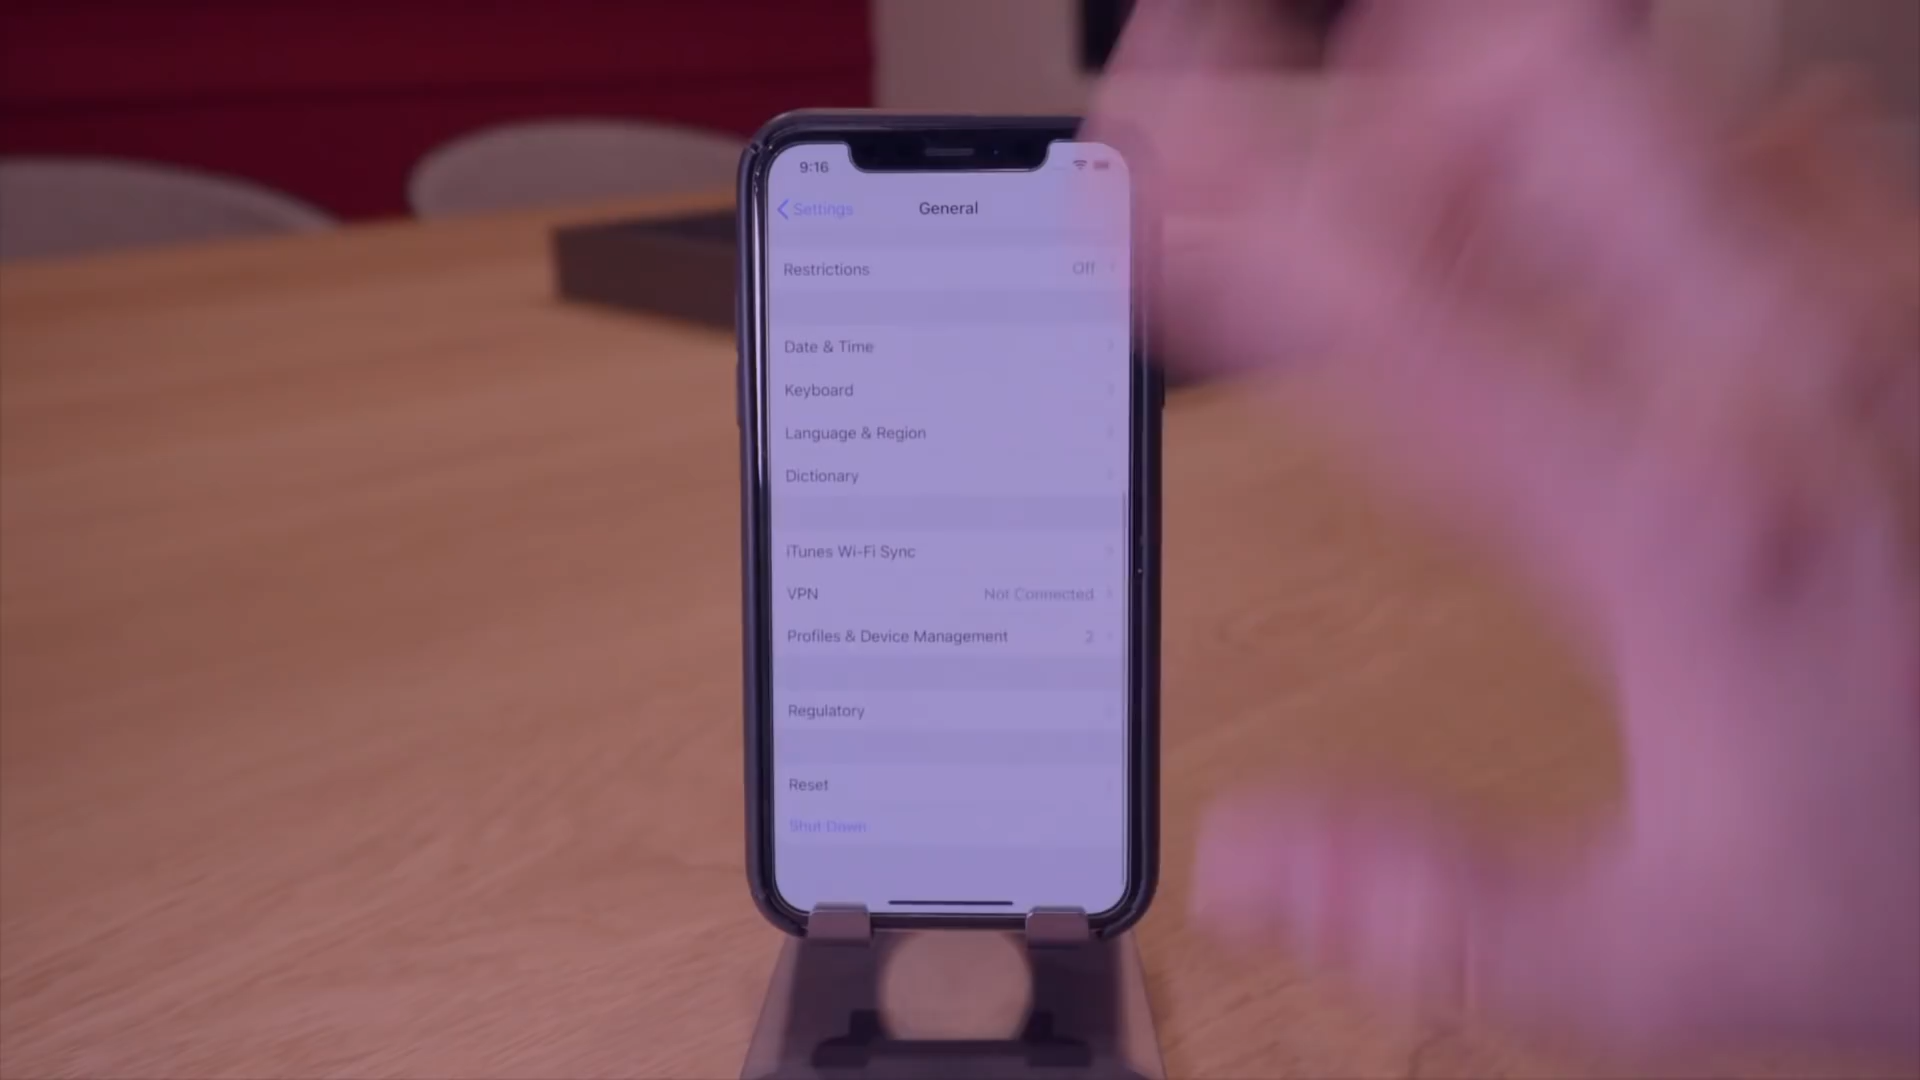 9:16
Settings
General
Restrictions Off
Date & Time
Keyboard
Language & Region
Dictionary
iTunes Wi-Fi Sync
VPN Not Connected
Profiles & Device Management 2
Regulatory
Reset
Shut Down